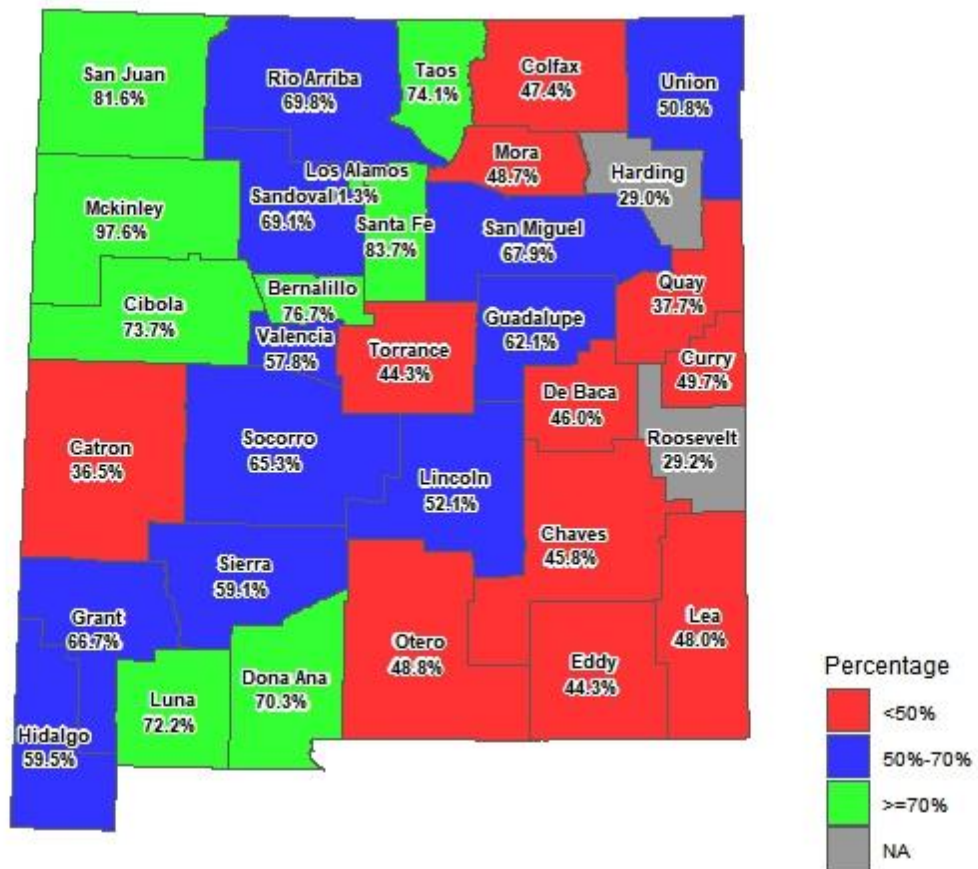 San Juan
81.6%
Rio Arriba
69.8%
Taos
74.1%
Colfax
47.4%
Union
50.8%
Mora
48.7%
Harding
29.0%
Los Alamos
1.3%
Mckinley
97.6%
Sandoval
69.1%
Santa Fe
83.7%
San Miguel
67.9%
Quay
37.7%
Cibola
73.7%
Bernalillo
76.7%
Valencia
57.8%
Torrance
44.3%
Guadalupe
62.1%
Curry
49.7%
De Baca
46.0%
Roosevelt
29.2%
Catron
36.5%
Socorro
65.3%
Lincoln
52.1%
Chaves
45.8%
Sierra
59.1%
Grant
66.7%
Otero
48.8%
Eddy
44.3%
Lea
48.0%
Dona Ana
70.3%
Luna
72.2%
Hidalgo
59.5%
Percentage
<50%
50%-70%
>=70%
NA